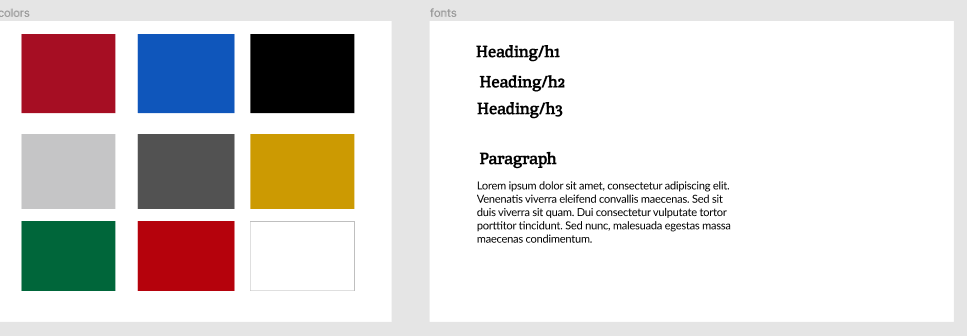 colors
fonts
Heading/h1
Heading/h2
Heading/h3
Paragraph
Lorem ipsum dolor sit amet, consectetur adipiscing elit.
Venenatis viverra eleifend convallis maecenas. Sed sit
duis viverra sit quam. Dui consectetur vulputate tortor
porttitor tincidunt. Sed nunc, malesuada egestas massa
maecenas condimentum.